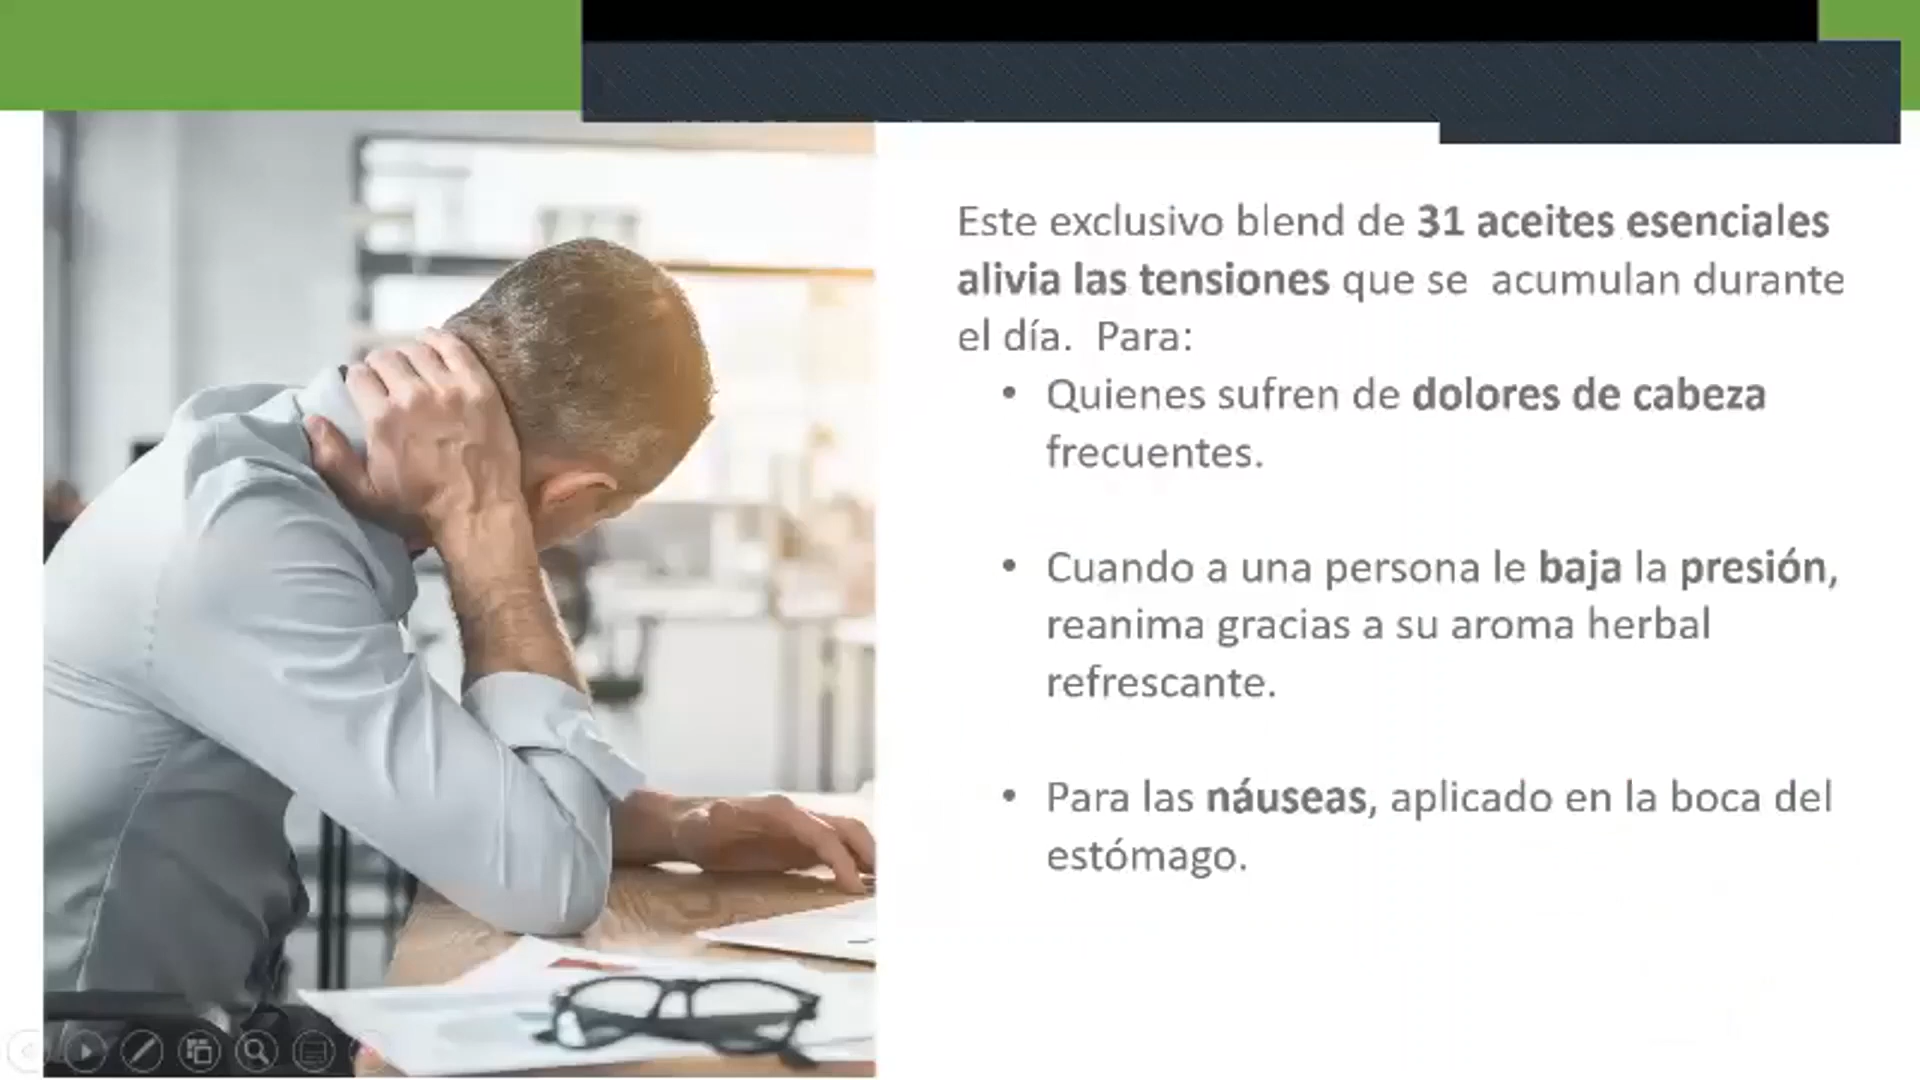 Este exclusivo blend de 31 aceites esenciales
alivia las tensiones que se  acumulan durante
el día.  Para:
• Quienes sufren de dolores de cabeza
frecuentes.
• Cuando a una persona le baja la presión,
reanima gracias a su aroma herbal
refrescante.
• Para las náuseas, aplicado en la boca del
estómago.